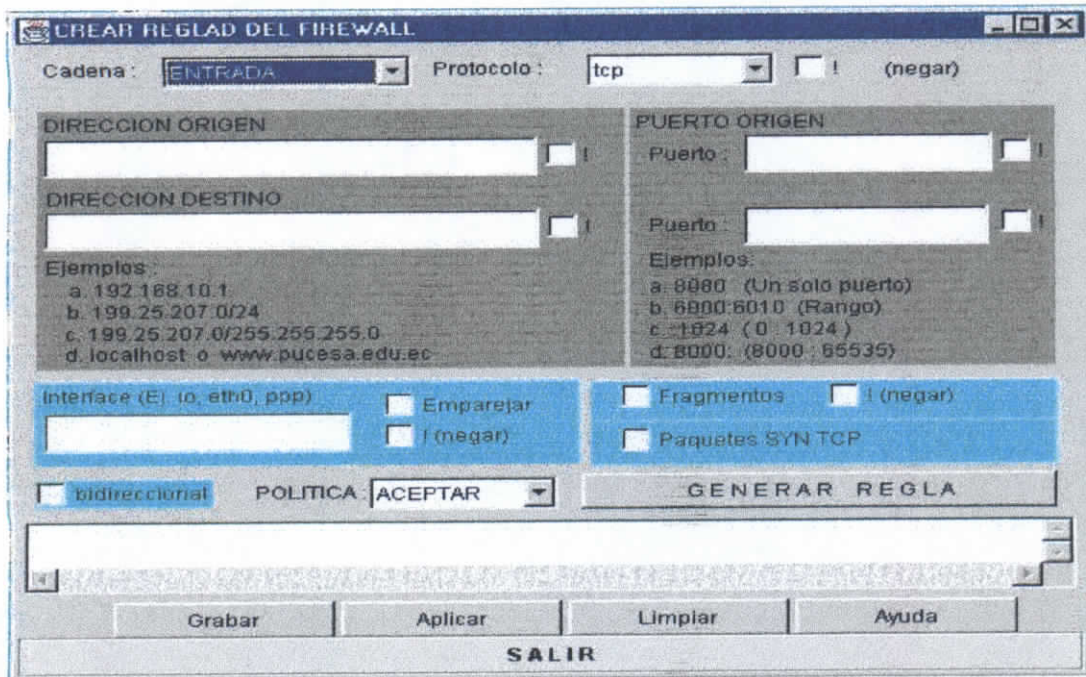 CREAR REGLAD DEL FIREWALL
Cadena : ENTRADA Protocolo : tcp ! (negar)
DIRECCION ORIGEN PUERTO ORIGEN
! Puerto : !
DIRECCION DESTINO
! Puerto : !
Ejemplos : Ejemplos:
a. 192.168.10.1 a. 8080 (Un solo puerto)
b. 199.25.207.0/24 b. 6000:6010 (Rango)
c. 199.25.207.0/255.255.255.0 c. :1024 ( 0 : 1024 )
d. localhost o www.pucesa.edu.ec d. 8000: (8000 : 65535)
Interface (Ej. lo, eth0, ppp) Emparejar Fragmentos ! (negar)
! (negar) Paquetes SYN TCP
bidireccional POLITICA : ACEPTAR GENERAR REGLA
Grabar Aplicar Limpiar Ayuda
SALIR